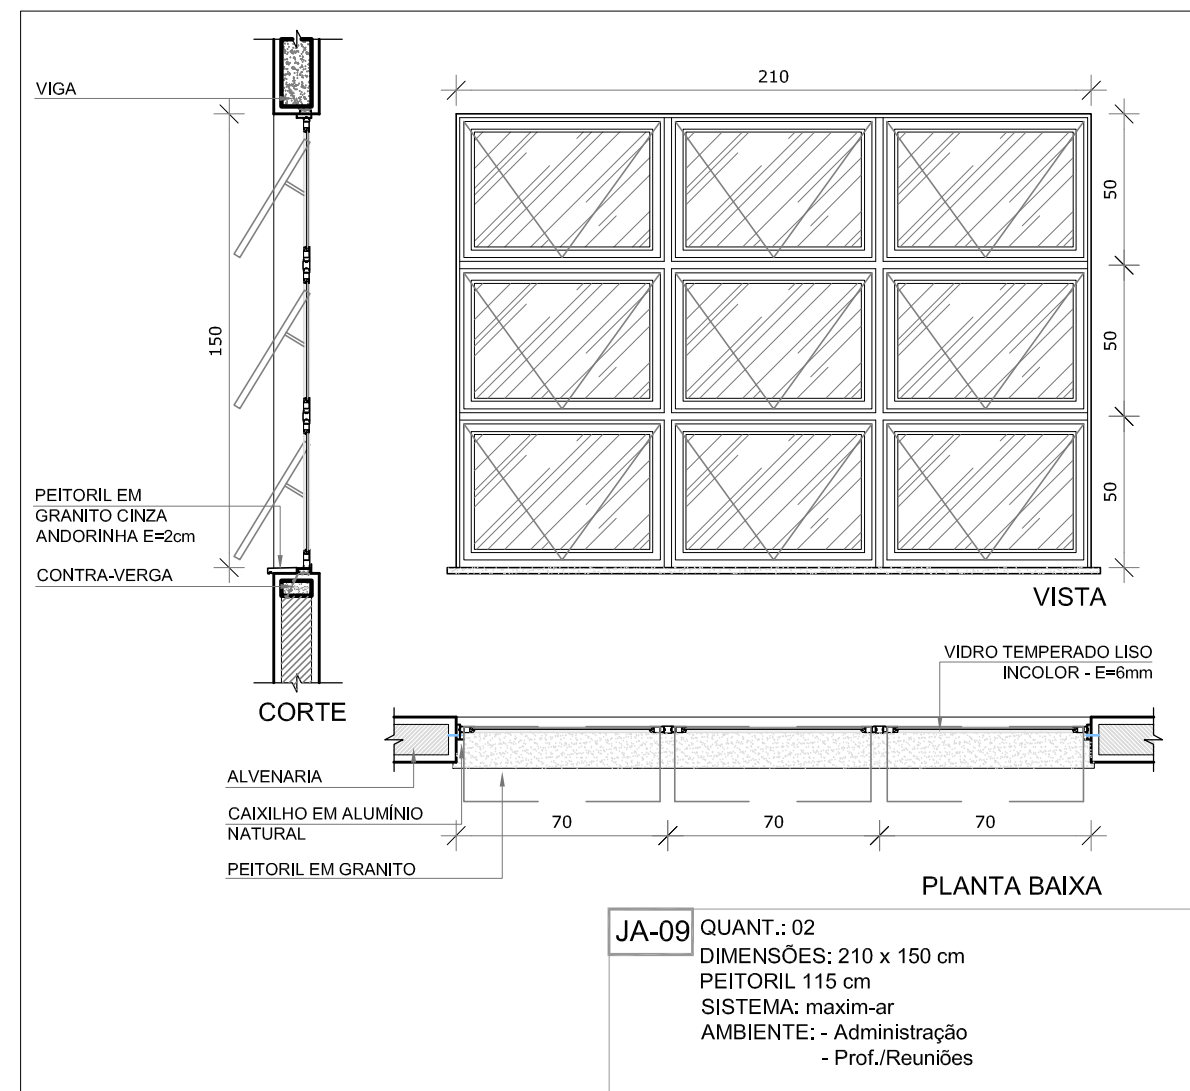 VIGA
150
PEITORIL EM
GRANITO CINZA
ANDORINHA E=2cm
CONTRA-VERGA
CORTE
210
50
50
50
VISTA
VIDRO TEMPERADO LISO
INCOLOR - E=6mm
ALVENARIA
CAIXILHO EM ALUMÍNIO
NATURAL
PEITORIL EM GRANITO
70
70
70
PLANTA BAIXA
JA-09
QUANT.: 02
DIMENSÕES: 210 x 150 cm
PEITORIL 115 cm
SISTEMA: maxim-ar
AMBIENTE: - Administração
- Prof./Reuniões